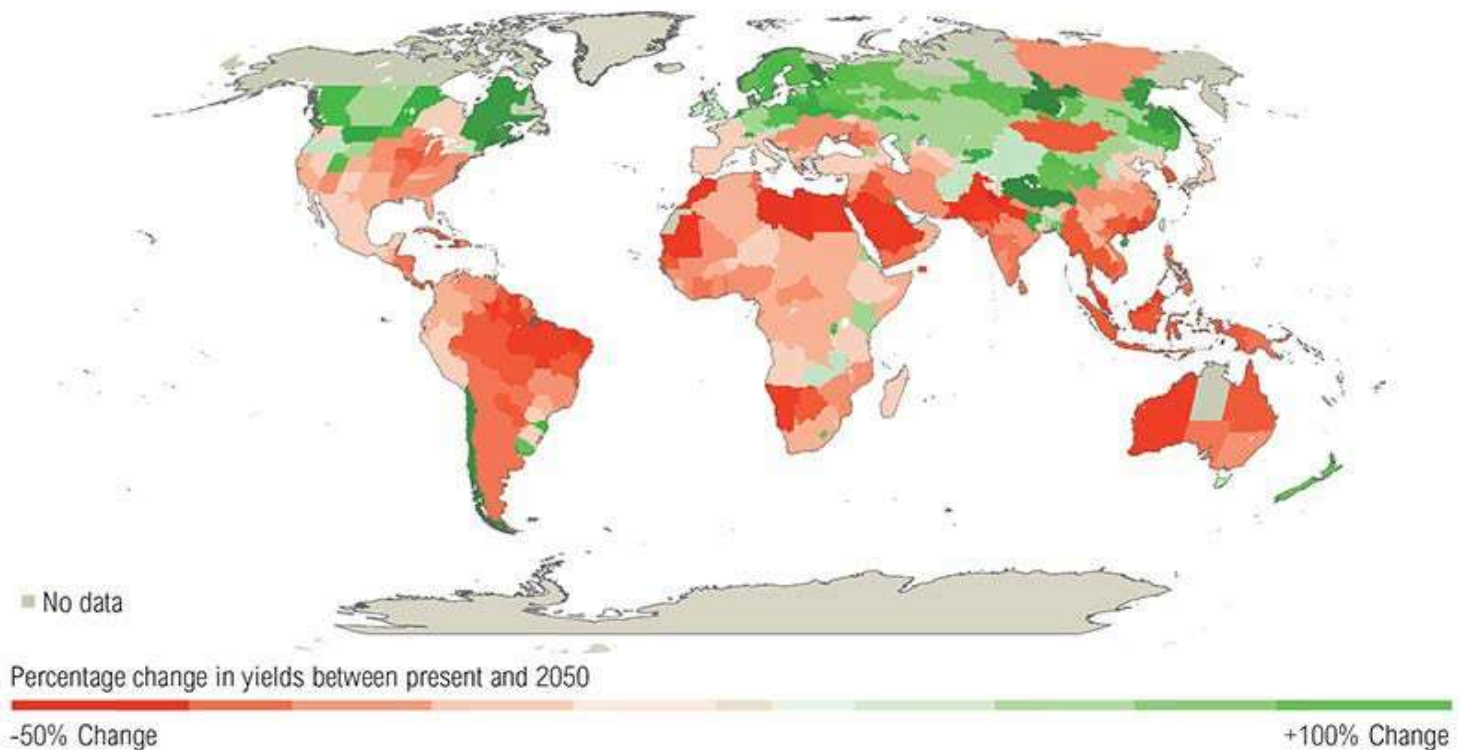 No data
Percentage change in yields between present and 2050
-50% Change
+100% Change